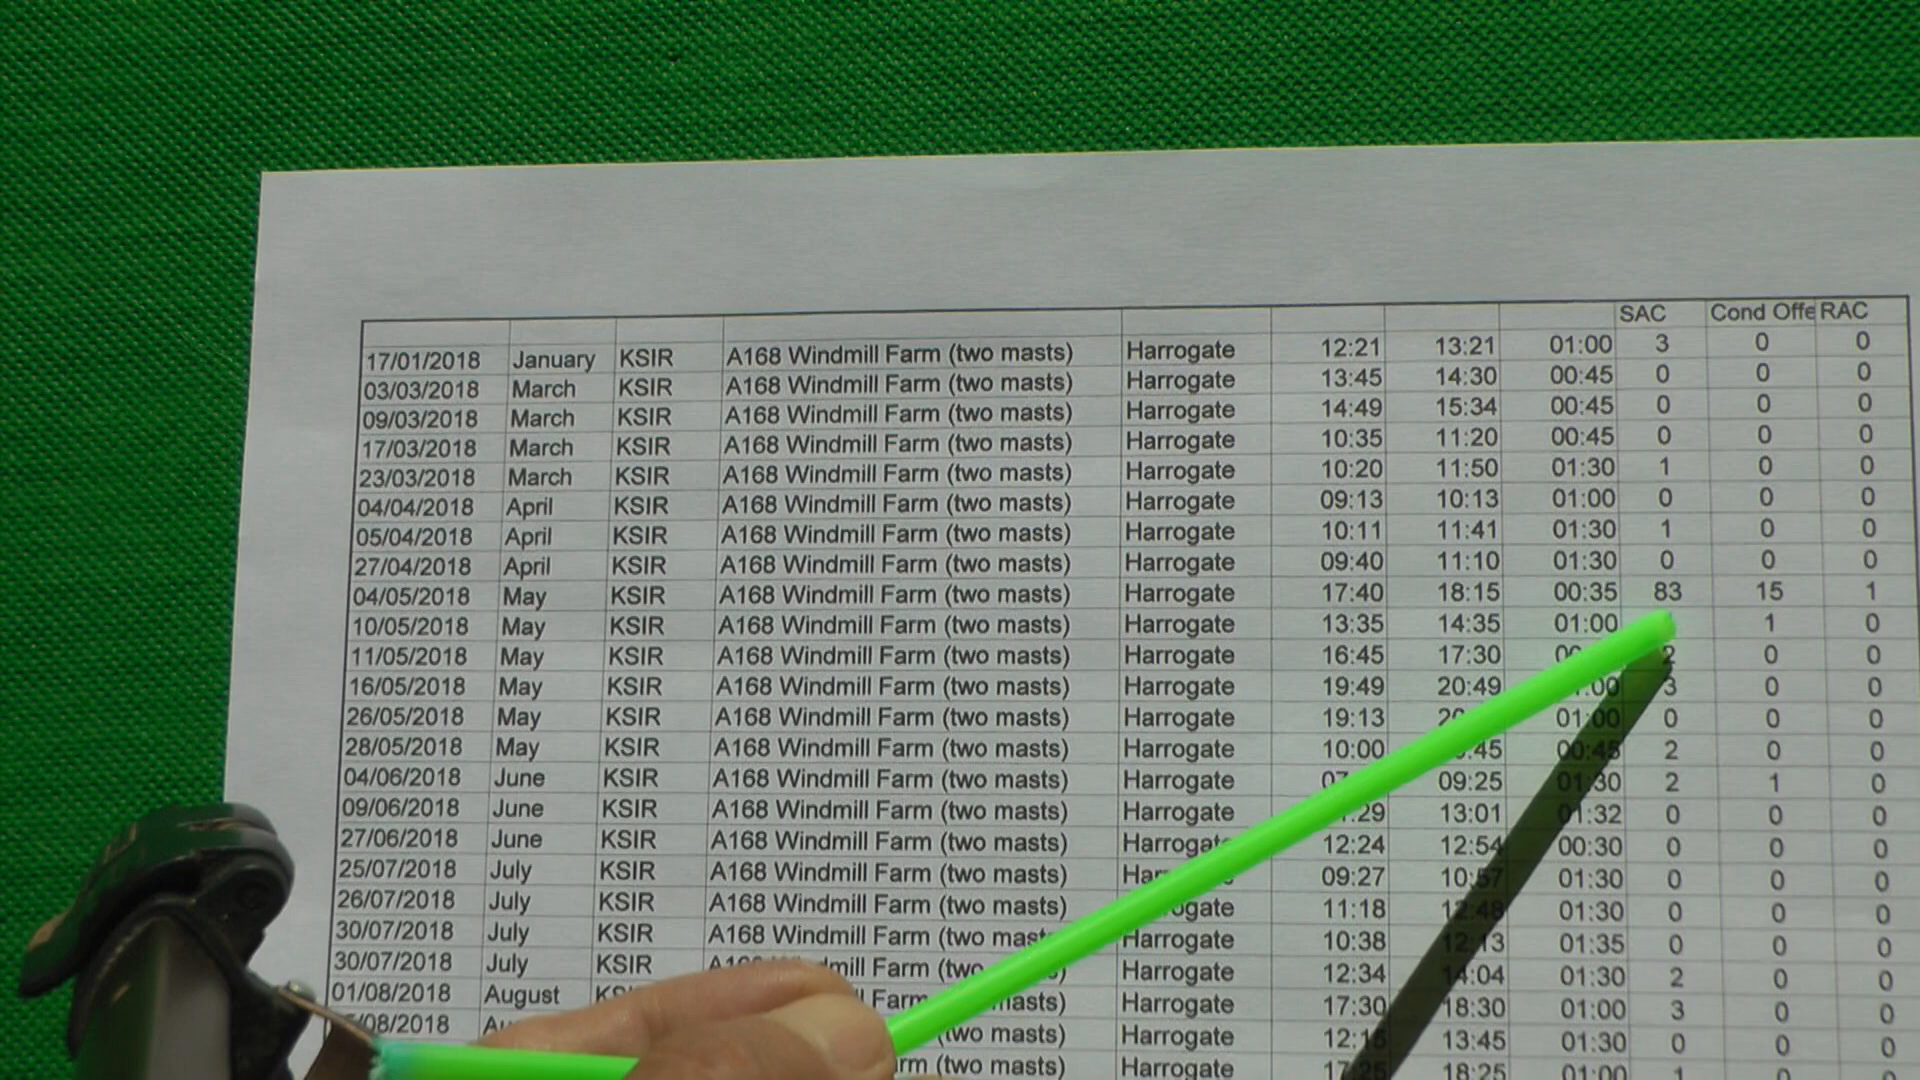 SAC Cond Offe RAC
17/01/2018 January KSIR A168 Windmill Farm (two masts) Harrogate 12:21 13:21 01:00 3 0 0
03/03/2018 March KSIR A168 Windmill Farm (two masts) Harrogate 13:45 14:30 00:45 0 0 0
09/03/2018 March KSIR A168 Windmill Farm (two masts) Harrogate 14:49 15:34 00:45 0 0 0
17/03/2018 March KSIR A168 Windmill Farm (two masts) Harrogate 10:35 11:20 00:45 0 0 0
23/03/2018 March KSIR A168 Windmill Farm (two masts) Harrogate 10:20 11:50 01:30 1 0 0
04/04/2018 April KSIR A168 Windmill Farm (two masts) Harrogate 09:13 10:13 01:00 0 0 0
05/04/2018 April KSIR A168 Windmill Farm (two masts) Harrogate 10:11 11:41 01:30 1 0 0
27/04/2018 April KSIR A168 Windmill Farm (two masts) Harrogate 09:40 11:10 01:30 0 0 0
04/05/2018 May KSIR A168 Windmill Farm (two masts) Harrogate 17:40 18:15 00:35 83 15 1
10/05/2018 May KSIR A168 Windmill Farm (two masts) Harrogate 13:35 14:35 01:00 1 0
11/05/2018 May KSIR A168 Windmill Farm (two masts) Harrogate 16:45 17:30 2 0 0
16/05/2018 May KSIR A168 Windmill Farm (two masts) Harrogate 19:49 20:49 :00 3 0 0
26/05/2018 May KSIR A168 Windmill Farm (two masts) Harrogate 19:13 01:00 0 0 0
28/05/2018 May KSIR A168 Windmill Farm (two masts) Harrogate 10:00 :45 00:45 2 0 0
04/06/2018 June KSIR A168 Windmill Farm (two masts) Harrogate 09:25 01:30 2 1 0
09/06/2018 June KSIR A168 Windmill Farm (two masts) Harrogate :29 13:01 01:32 0 0 0
27/06/2018 June KSIR A168 Windmill Farm (two masts) Harrogate 12:24 12:54 00:30 0 0 0
25/07/2018 July KSIR A168 Windmill Farm (two masts) 09:27 10:57 01:30 0 0 0
26/07/2018 July KSIR A168 Windmill Farm (two masts) ogate 11:18 12:48 01:30 0 0 0
30/07/2018 July KSIR A168 Windmill Farm (two mast Harrogate 10:38 12:13 01:35 0 0 0
30/07/2018 July KSIR mill Farm (two Harrogate 12:34 14:04 01:30 2 0 0
01/08/2018 August Farm masts) Harrogate 17:30 18:30 01:00 3 0 0
/08/2018 (two masts) Harrogate 12:15 13:45 01:30 0 0 0
rm (two masts) Harrogate 17:25 18:25 01:00 1 0 0